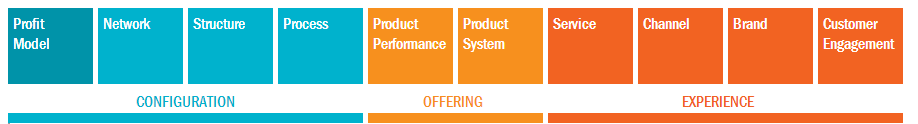 Profit
Model
Network
Structure
Process
Product
Performance
Product
System
Service
Channel
Brand
Customer
Engagement
CONFIGURATION
OFFERING
EXPERIENCE